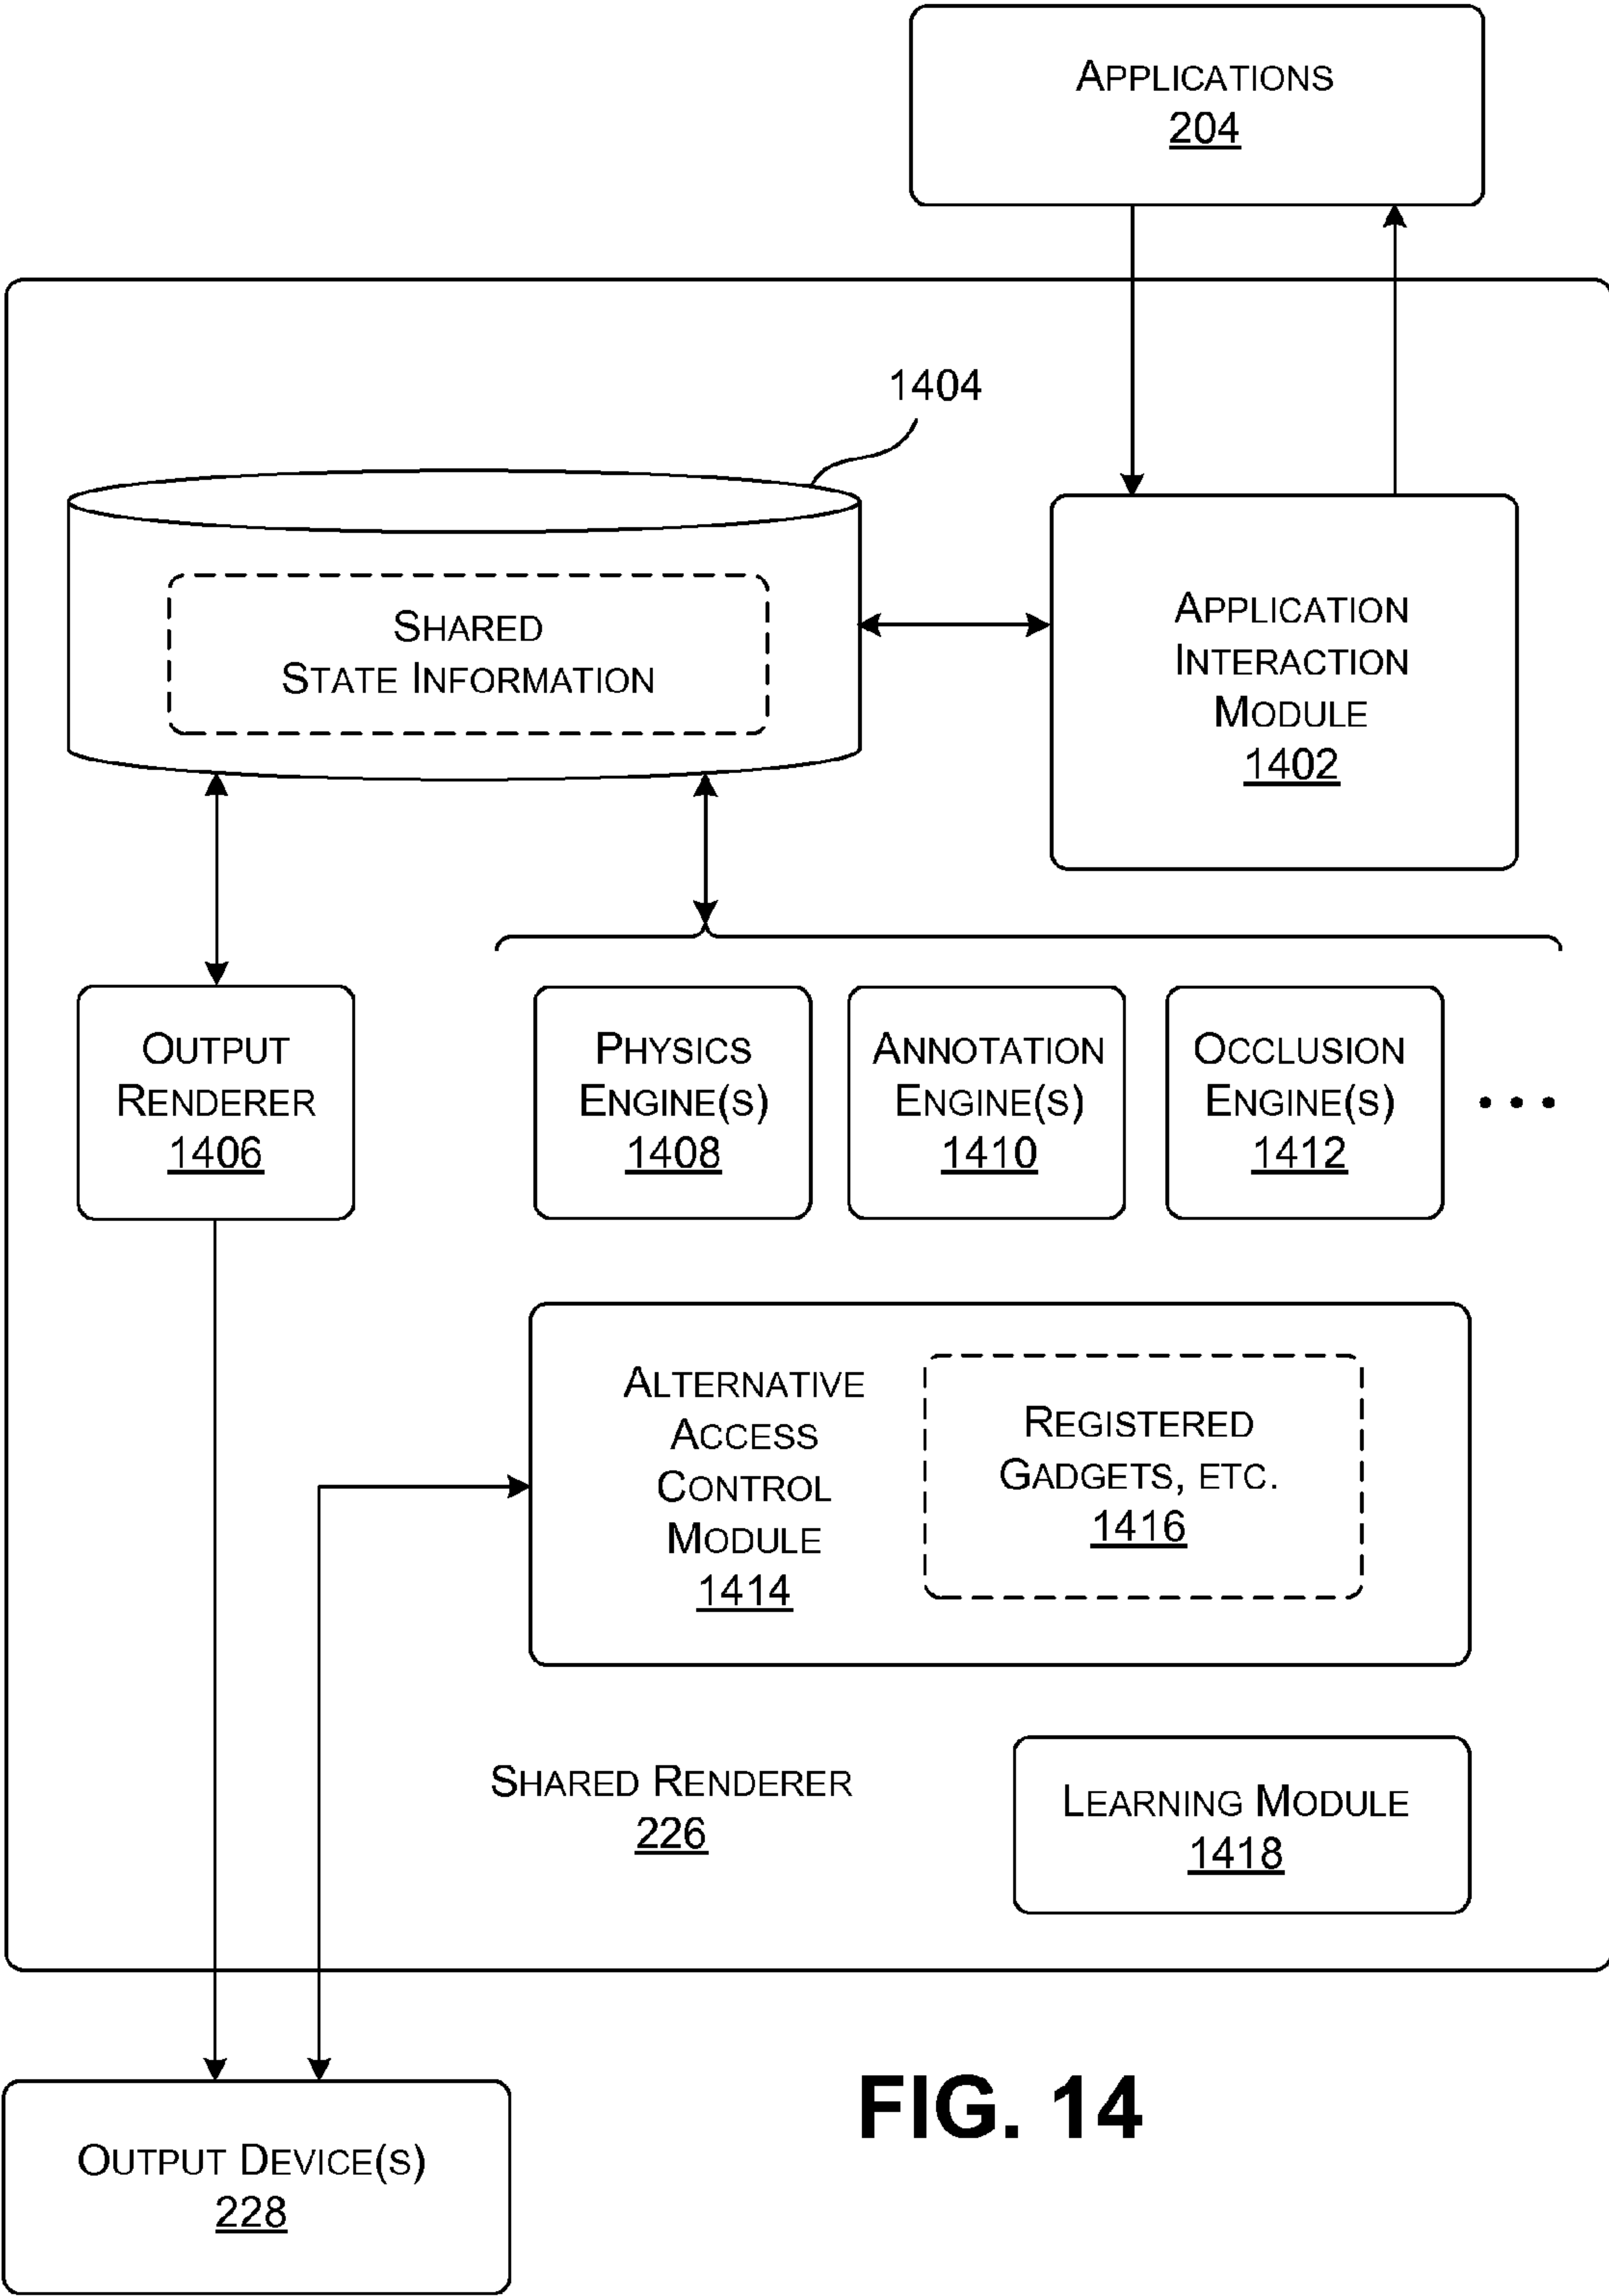 APPLICATIONS
204
1404
SHARED
STATE INFORMATION
APPLICATION
INTERACTION
MODULE
1402
OUTPUT
RENDERER
1406
PHYSICS
ENGINE(S)
1408
ANNOTATION
ENGINE(S)
1410
OCCLUSION
ENGINE(S)
1412
• • •
ALTERNATIVE
ACCESS
CONTROL
MODULE
1414
REGISTERED
GADGETS, ETC.
1416
SHARED RENDERER
226
LEARNING MODULE
1418
OUTPUT DEVICE(S)
228
FIG. 14